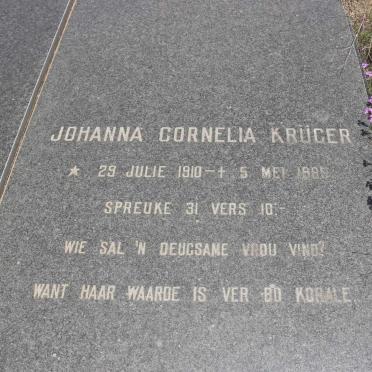 JOHANNA CORNELIA KRÜGER
★ 29 JULIE 1910 – † 5 MEI
SPREUKE 31 VERS 10:-
WIE SAL 'N DEUGSAME VROU VIND?
WANT HAAR WAARDE IS VER BO KORALE.